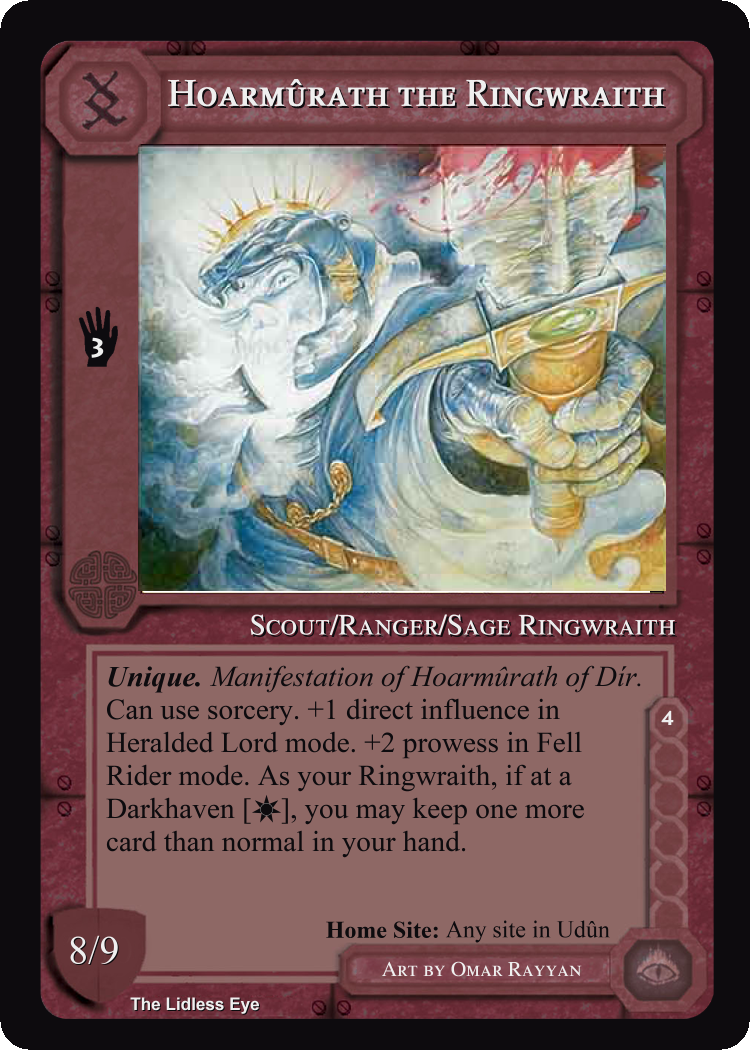 Hoarmûrath the Ringwraith
3
Scout/Ranger/Sage Ringwraith
Unique. Manifestation of Hoarmûrath of Dír.
Can use sorcery. +1 direct influence in
Heralded Lord mode. +2 prowess in Fell
Rider mode. As your Ringwraith, if at a
Darkhaven [☀], you may keep one more
card than normal in your hand.
4
Home Site: Any site in Udûn
8/9
Art by Omar Rayyan
The Lidless Eye